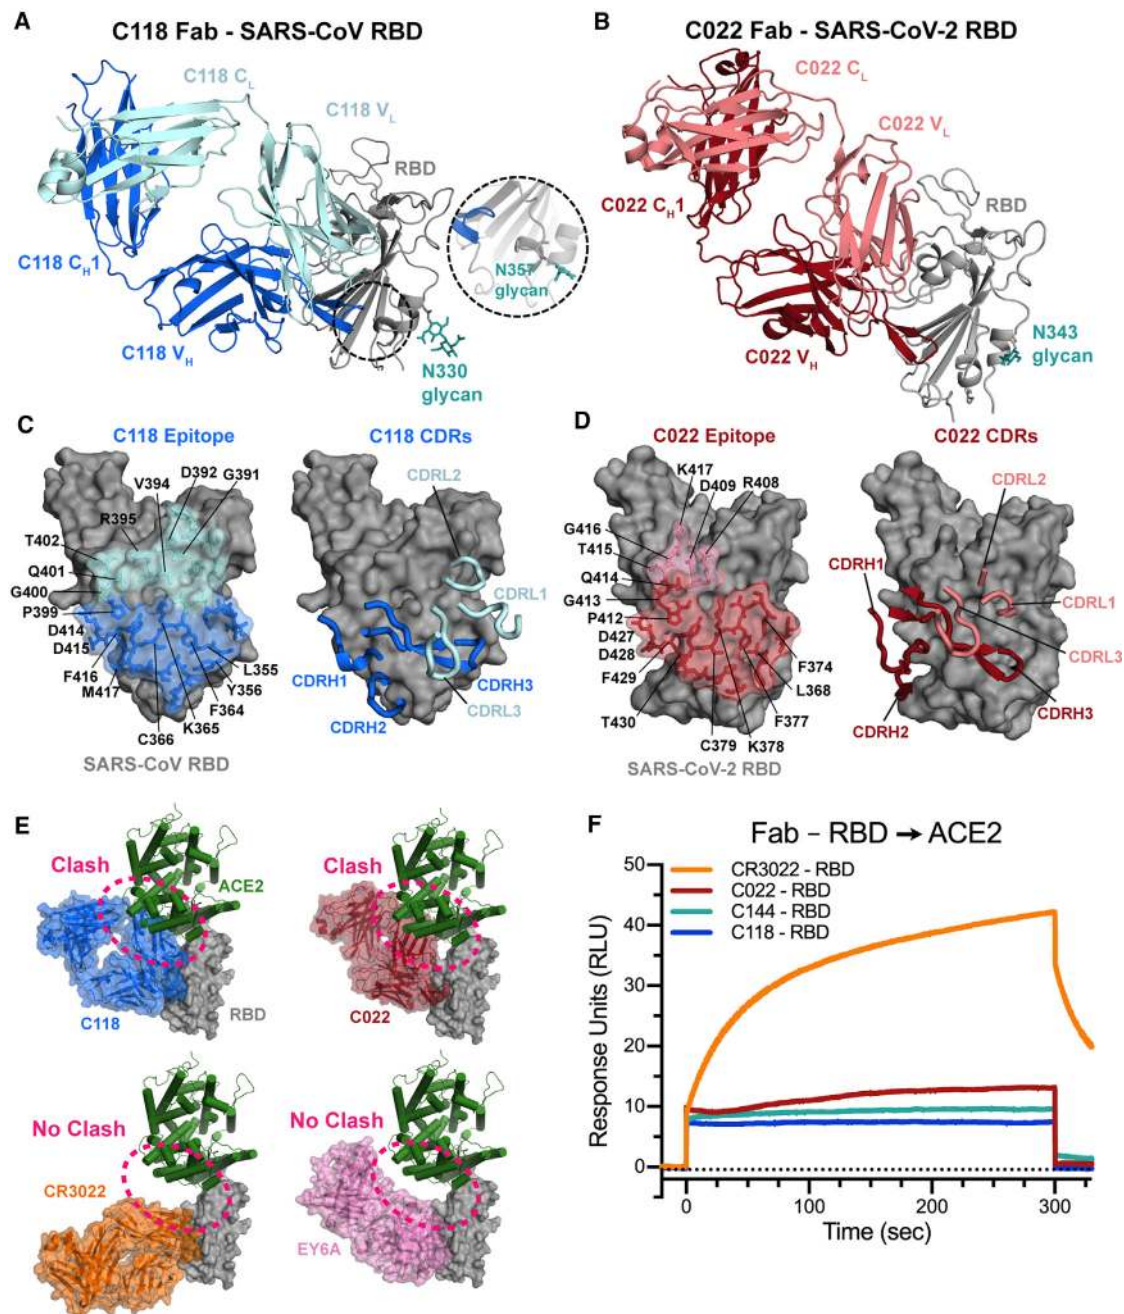 A
C118 Fab - SARS-CoV RBD
C118 CL
C118 VL
RBD
C118 CH1
C118 VH
N357
glycan
N330
glycan
B
C022 Fab - SARS-CoV-2 RBD
C022 CL
C022 VL
C022 CH1
RBD
C022 VH
N343
glycan
C
C118 Epitope
D392
G391
V394
R395
T402
Q401
G400
P399
D414
D415
F416
M417
C366
K365
F364
Y356
L355
SARS-CoV RBD
C118 CDRs
CDRL2
CDRL1
CDRH1
CDRH3
CDRH2
CDRL3
D
C022 Epitope
K417
D409
R408
G416
T415
Q414
G413
P412
D427
D428
F429
T430
C379
K378
F377
L368
F374
SARS-CoV-2 RBD
C022 CDRs
CDRL2
CDRH1
CDRL1
CDRL3
CDRH2
CDRH3
E
Clash
ACE2
C118
RBD
Clash
C022
No Clash
CR3022
No Clash
EY6A
F
Fab – RBD → ACE2
CR3022 - RBD
C022 - RBD
C144 - RBD
C118 - RBD
Response Units (RLU)
50
40
30
20
10
0
0
100
200
300
Time (sec)